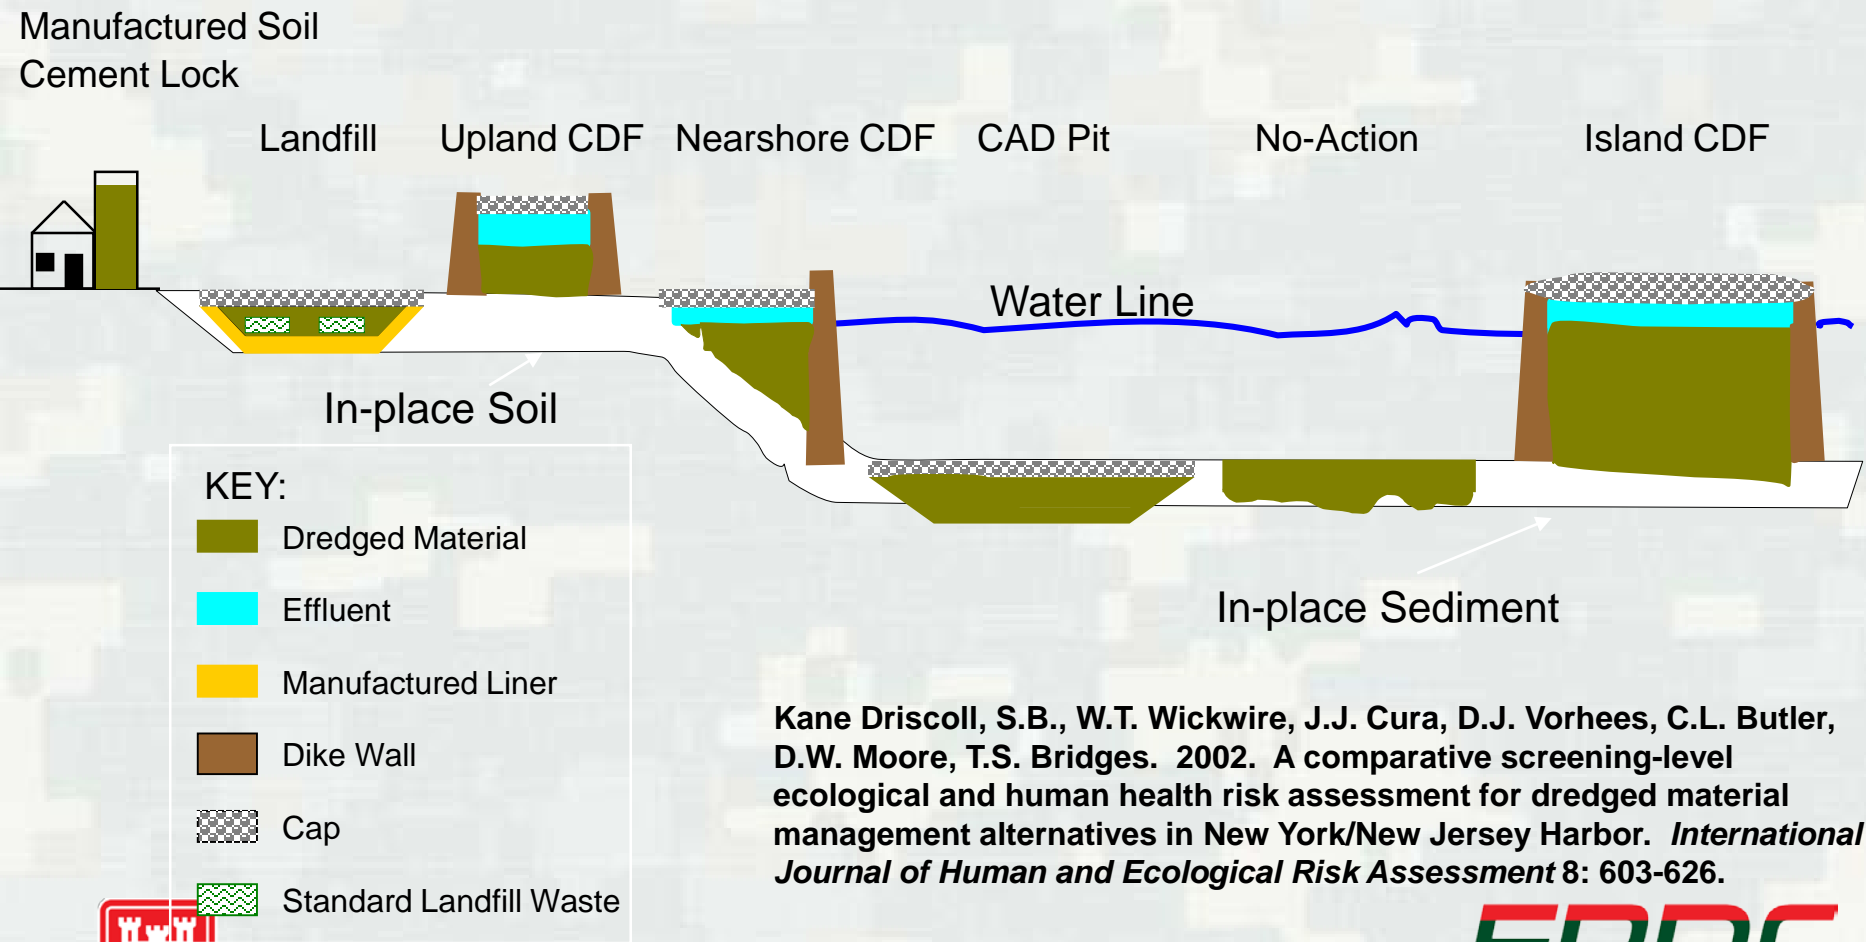 Manufactured Soil
Cement Lock
Landfill
Upland CDF
Nearshore CDF
CAD Pit
No-Action
Island CDF
Water Line
In-place Soil
KEY:
Dredged Material
Effluent
Manufactured Liner
Dike Wall
Cap
Standard Landfill Waste
In-place Sediment
Kane Driscoll, S.B., W.T. Wickwire, J.J. Cura, D.J. Vorhees, C.L. Butler,
D.W. Moore, T.S. Bridges.  2002.  A comparative screening-level
ecological and human health risk assessment for dredged material
management alternatives in New York/New Jersey Harbor.  International
Journal of Human and Ecological Risk Assessment 8: 603-626.